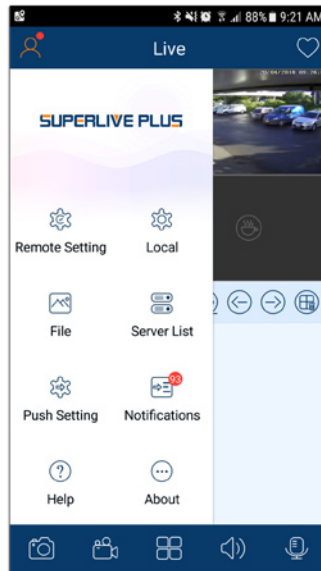 88% 9:21 AM
Live
SUPERLIVE PLUS
Remote Setting
Local
File
Server List
Push Setting
93
Notifications
Help
About